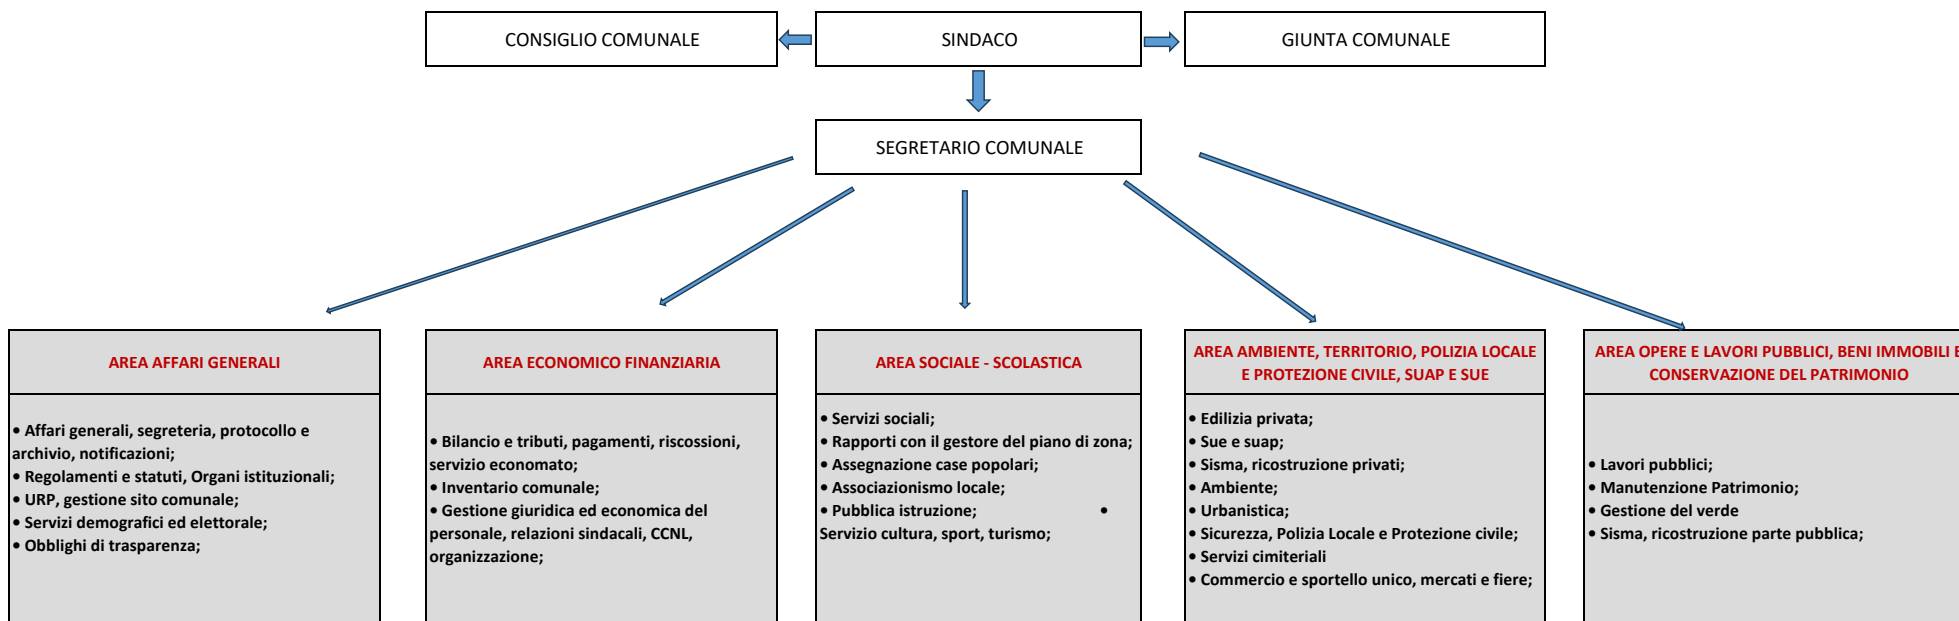 CONSIGLIO COMUNALE
SINDACO
GIUNTA COMUNALE
SEGRETARIO COMUNALE
AREA AFFARI GENERALI
• Affari generali, segreteria, protocollo e
archivio, notificazioni;
• Regolamenti e statuti, Organi istituzionali;
• URP, gestione sito comunale;
• Servizi demografici ed elettorale;
• Obblighi di trasparenza;
AREA ECONOMICO FINANZIARIA
• Bilancio e tributi, pagamenti, riscossioni,
servizio economato;
• Inventario comunale;
• Gestione giuridica ed economica del
personale, relazioni sindacali, CCNL,
organizzazione;
AREA SOCIALE - SCOLASTICA
• Servizi sociali;
• Rapporti con il gestore del piano di zona;
• Assegnazione case popolari;
• Associazionismo locale;
• Pubblica istruzione; •
Servizio cultura, sport, turismo;
AREA AMBIENTE, TERRITORIO, POLIZIA LOCALE
E PROTEZIONE CIVILE, SUAP E SUE
• Edilizia privata;
• Sue e suap;
• Sisma, ricostruzione privati;
• Ambiente;
• Urbanistica;
• Sicurezza, Polizia Locale e Protezione civile;
• Servizi cimiteriali
• Commercio e sportello unico, mercati e fiere;
AREA OPERE E LAVORI PUBBLICI, BENI IMMOBILI E
CONSERVAZIONE DEL PATRIMONIO
• Lavori pubblici;
• Manutenzione Patrimonio;
• Gestione del verde
• Sisma, ricostruzione parte pubblica;